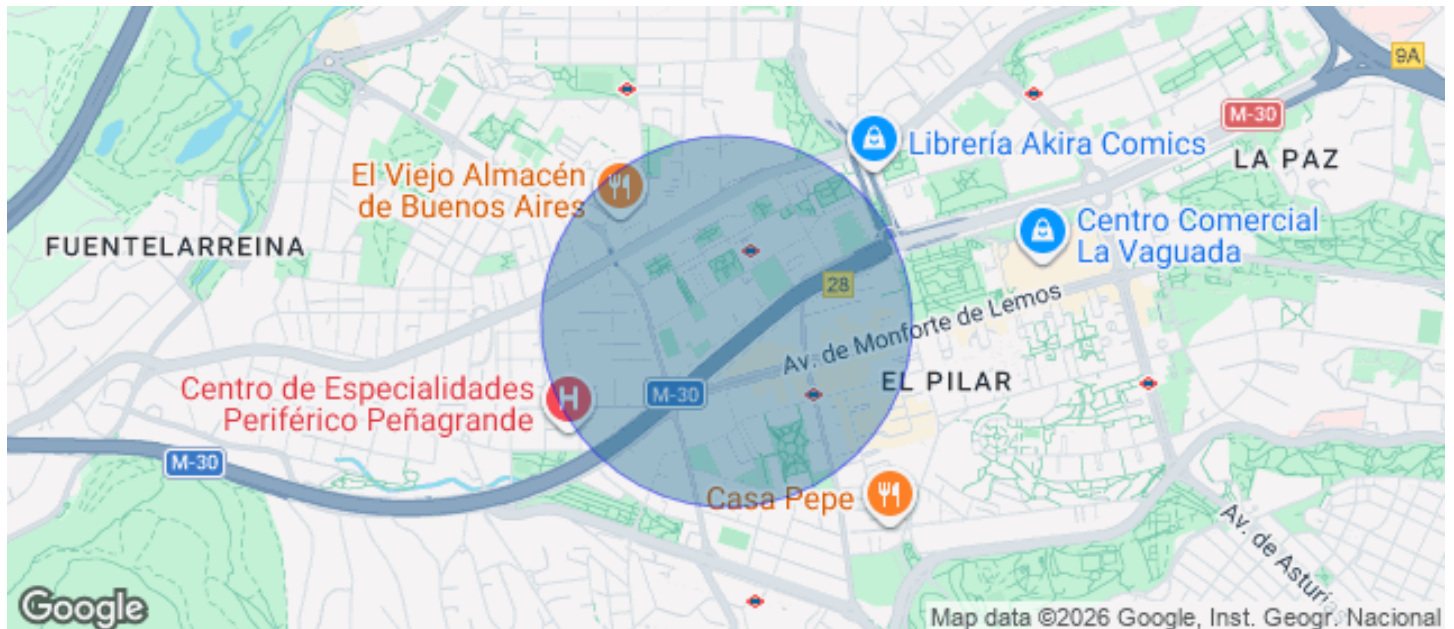 9A
M-30
Librería Akira Comics
LA PAZ
El Viejo Almacén
de Buenos Aires
Centro Comercial
La Vaguada
FUENTELARREINA
28
Av. de Monforte de Lemos
EL PILAR
Centro de Especialidades
Periférico Peñagrande
H
M-30
M-30
Casa Pepe
Av. de Asturias
Google
Map data ©2026 Google, Inst. Geogr. Nacional